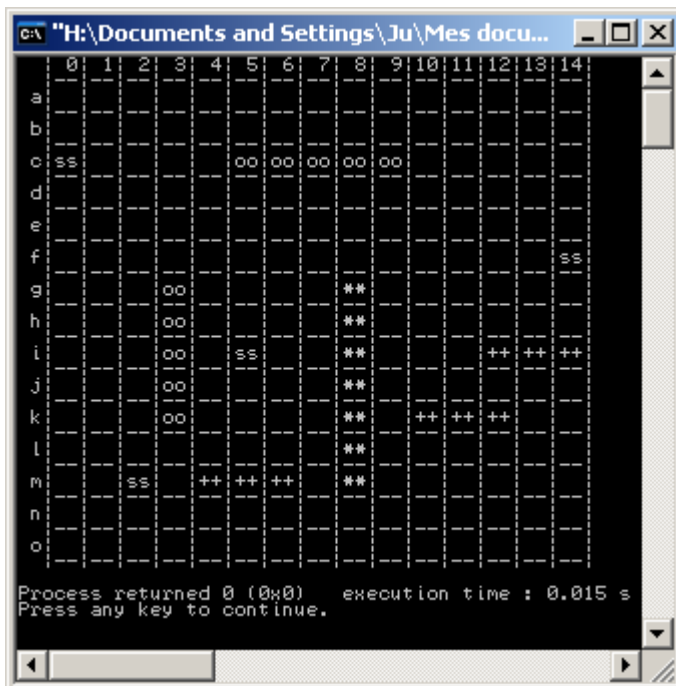 "H:\Documents and Settings\Ju\Mes docu...
0¦ 1¦ 2¦ 3¦ 4¦ 5¦ 6¦ 7¦ 8¦ 9¦10¦11¦12¦13¦14¦
a
b
c ss oo oo oo oo oo
d
e
f ss
g oo **
h oo **
i oo ss ** ++ ++ ++
j oo **
k oo ** ++ ++ ++
l **
m ss ++ ++ ++ **
n
o
Process returned 0 (0x0) execution time : 0.015 s
Press any key to continue.